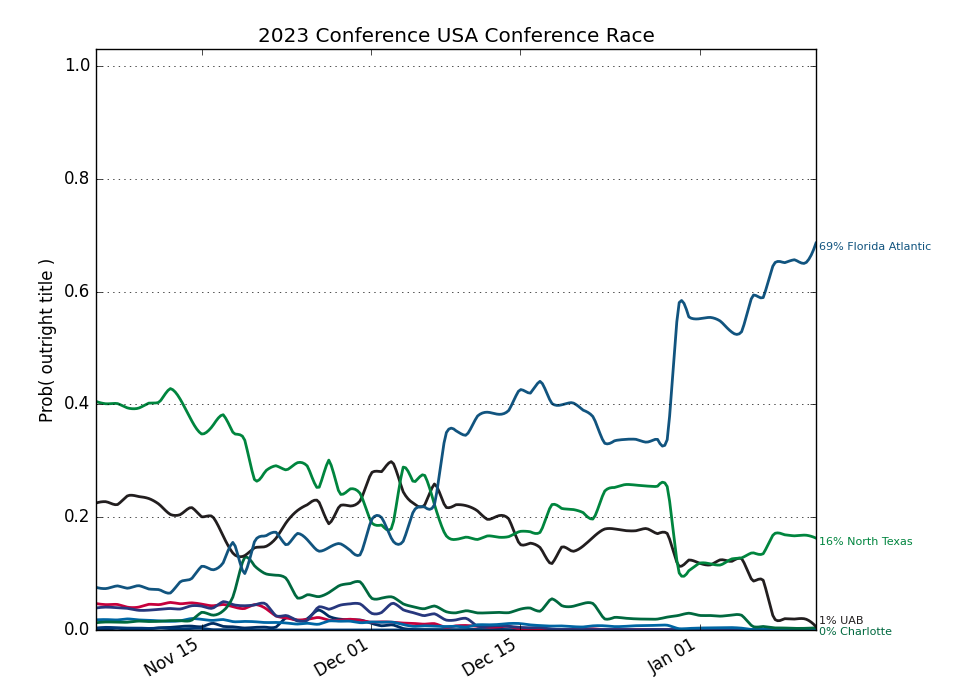 2023 Conference USA Conference Race
Prob( outright title )
1.0
0.8
0.6
0.4
0.2
0.0
Nov 15
Dec 01
Dec 15
Jan 01
69% Florida Atlantic
16% North Texas
1% UAB
0% Charlotte